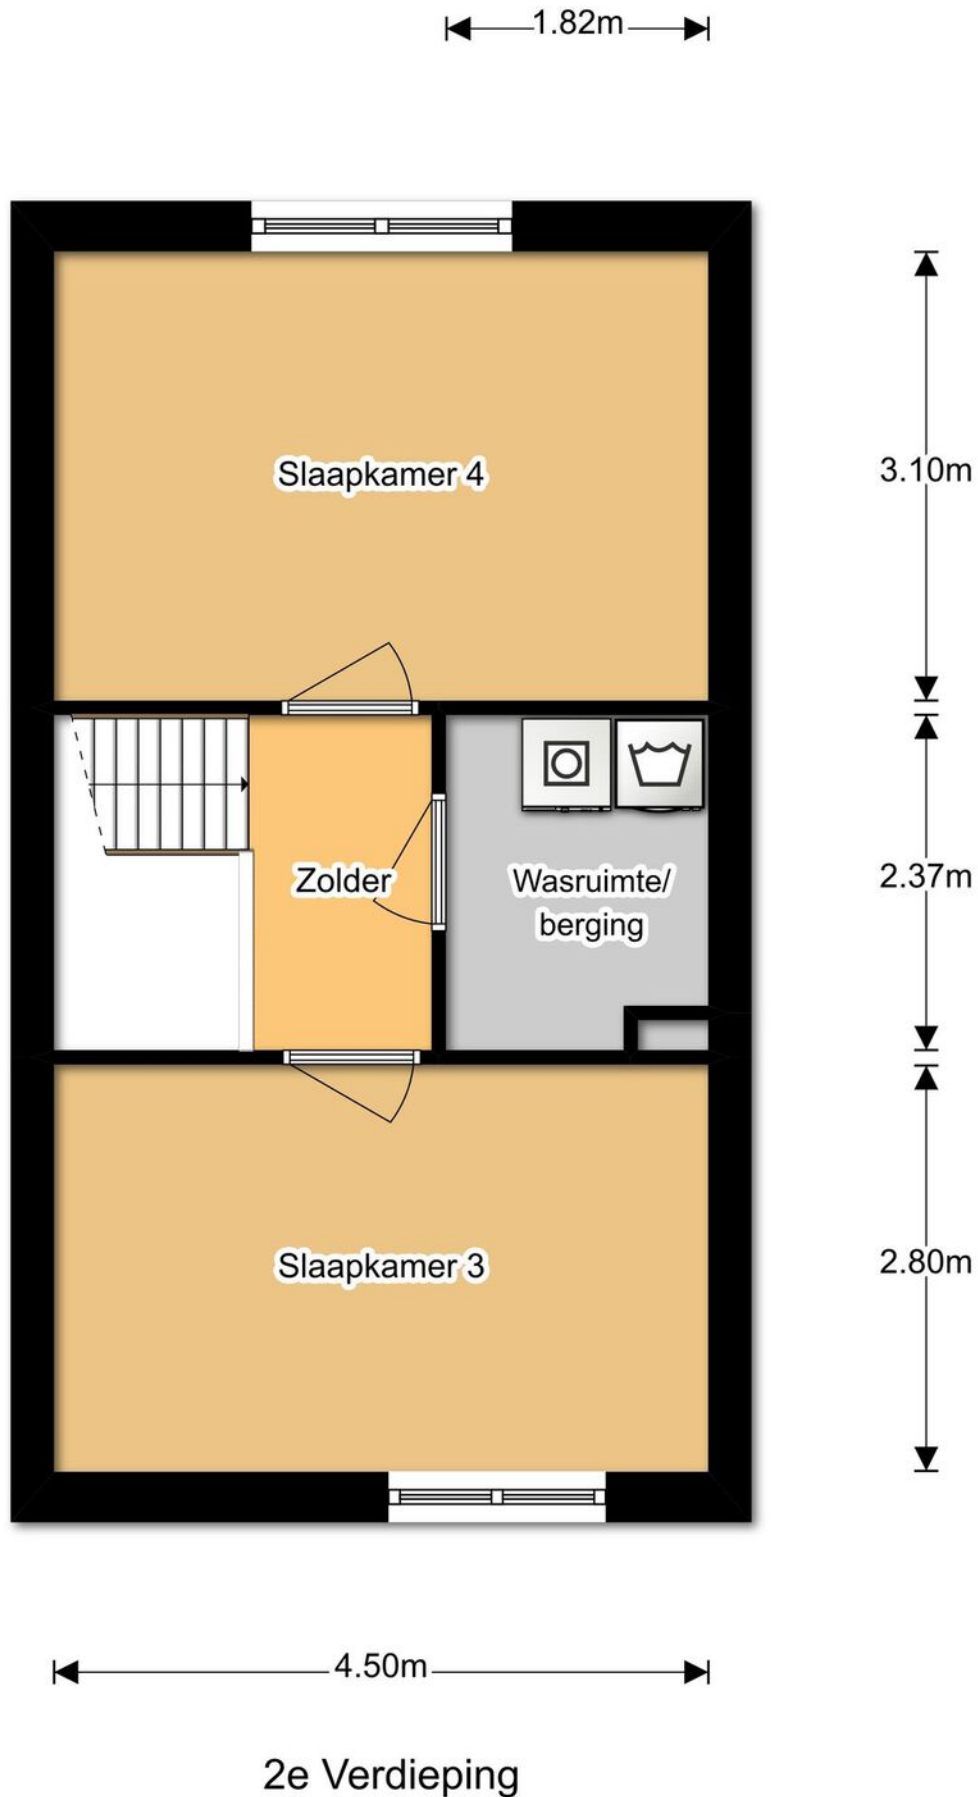 1.82m
Slaapkamer 4
3.10m
Zolder
Wasruimte/
berging
2.37m
Slaapkamer 3
2.80m
4.50m
2e Verdieping